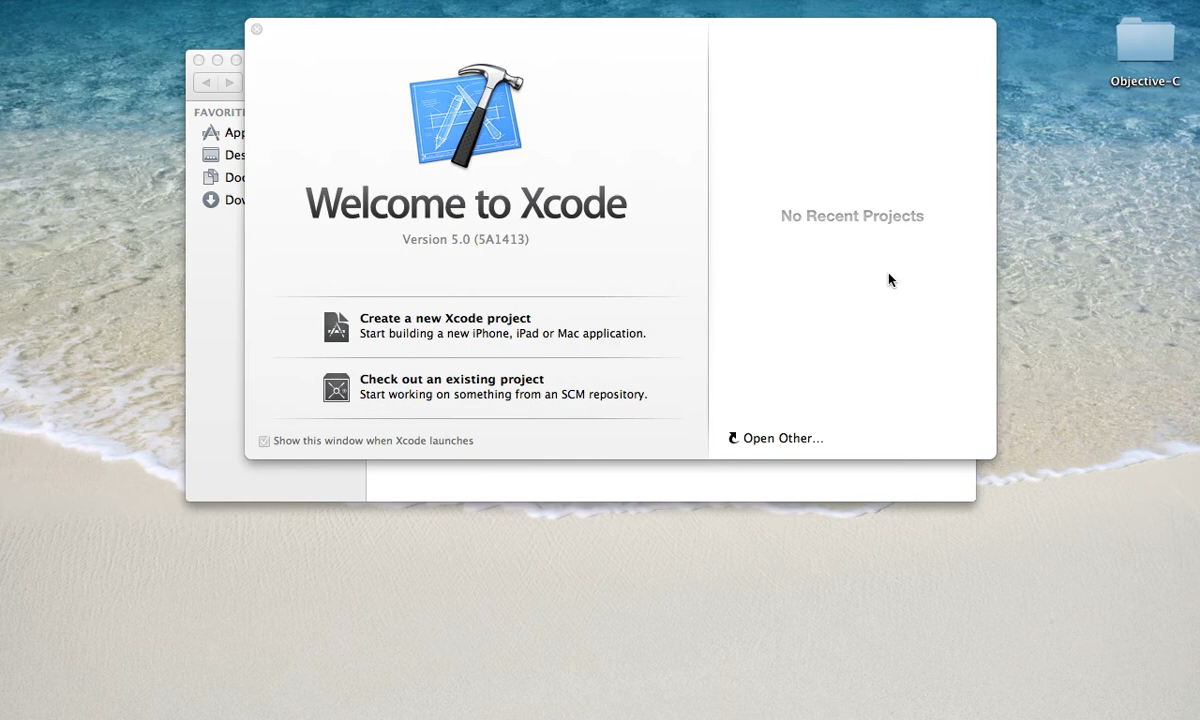 Objective-C
FAVORIT
App
Des
Doc
Dow
Welcome to Xcode
Version 5.0 (5A1413)
Create a new Xcode project
Start building a new iPhone, iPad or Mac application.
Check out an existing project
Start working on something from an SCM repository.
Show this window when Xcode launches
No Recent Projects
Open Other...